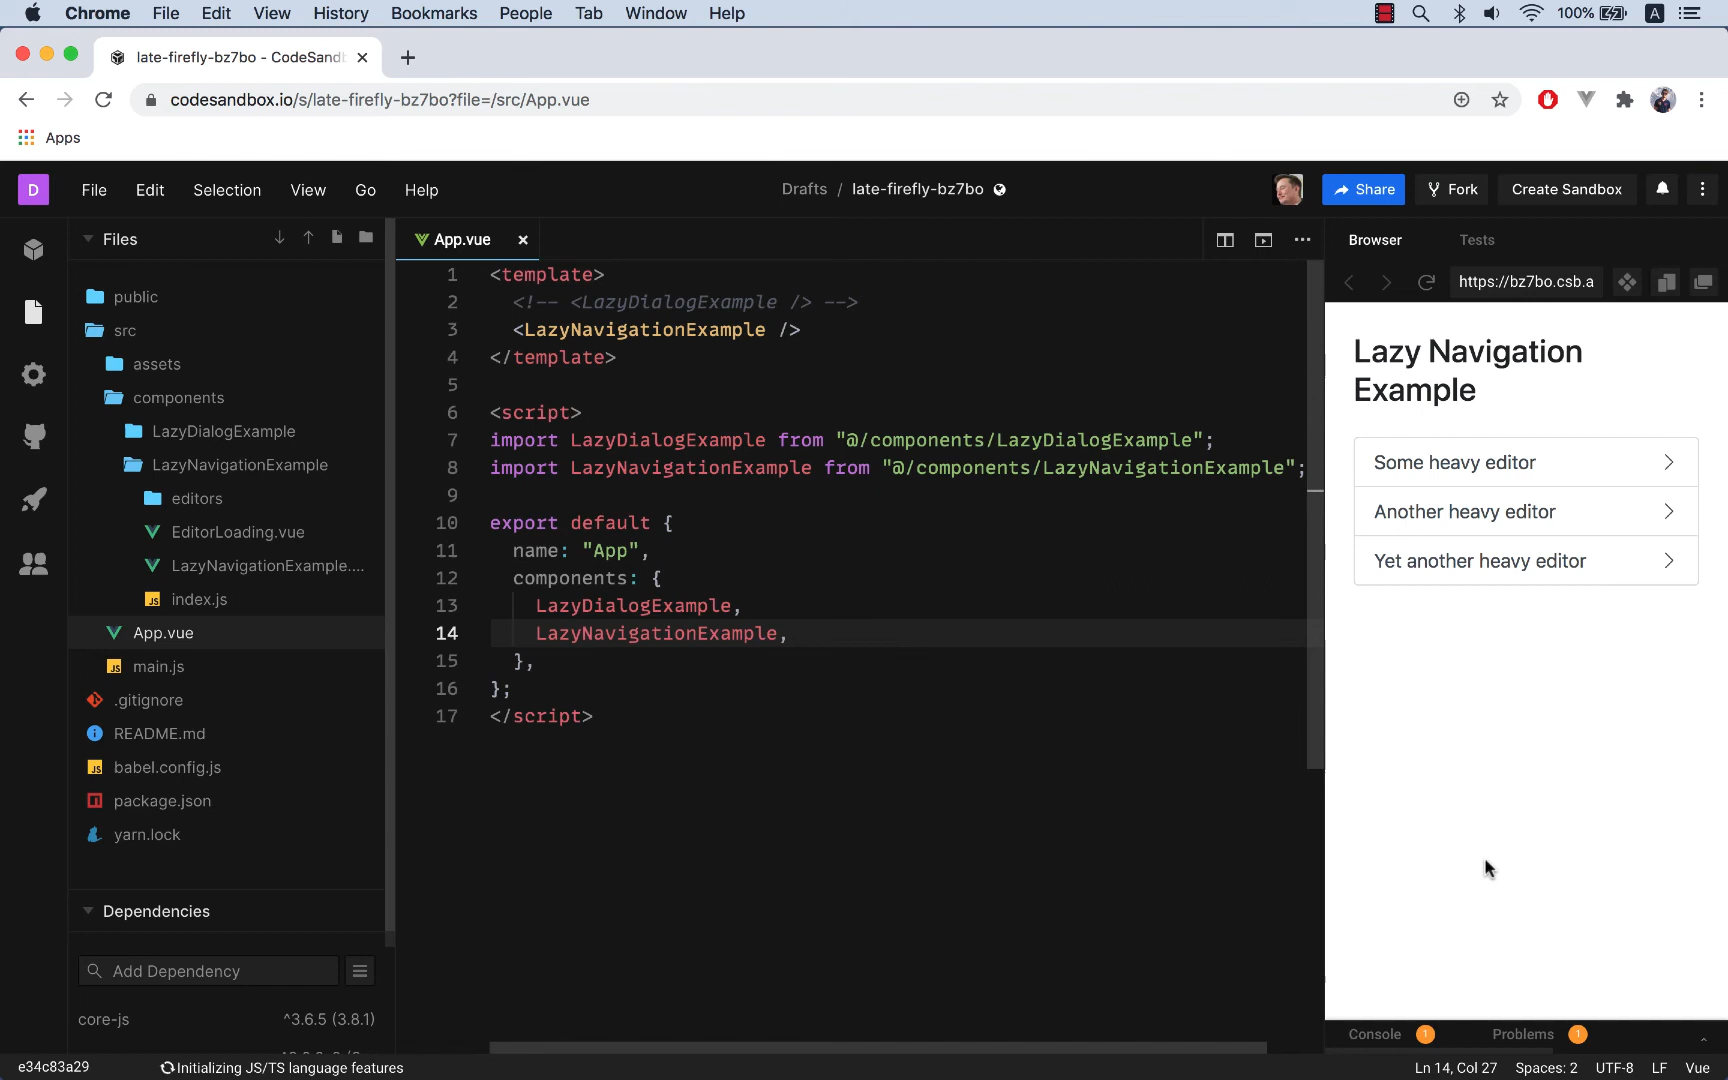 Chrome File Edit View History Bookmarks People Tab Window Help 100% A
late-firefly-bz7bo - CodeSandb
codesandbox.io/s/late-firefly-bz7bo?file=/src/App.vue
Apps
D File Edit Selection View Go Help Drafts / late-firefly-bz7bo Share Fork Create Sandbox
Files
public
src
assets
components
LazyDialogExample
LazyNavigationExample
editors
EditorLoading.vue
LazyNavigationExample....
JS index.js
App.vue
JS main.js
.gitignore
README.md
JS babel.config.js
package.json
yarn.lock
Dependencies
Add Dependency
core-js ^3.6.5 (3.8.1)
App.vue
1 <template>
2 <!-- <LazyDialogExample /> -->
3 <LazyNavigationExample />
4 </template>
5
6 <script>
7 import LazyDialogExample from "@/components/LazyDialogExample";
8 import LazyNavigationExample from "@/components/LazyNavigationExample";
9
10 export default {
11 name: "App",
12 components: {
13 LazyDialogExample,
14 LazyNavigationExample,
15 },
16 };
17 </script>
Browser Tests
https://bz7bo.csb.a
Lazy Navigation
Example
Some heavy editor
Another heavy editor
Yet another heavy editor
Console 1 Problems 1
e34c83a29 Initializing JS/TS language features Ln 14, Col 27 Spaces: 2 UTF-8 LF Vue